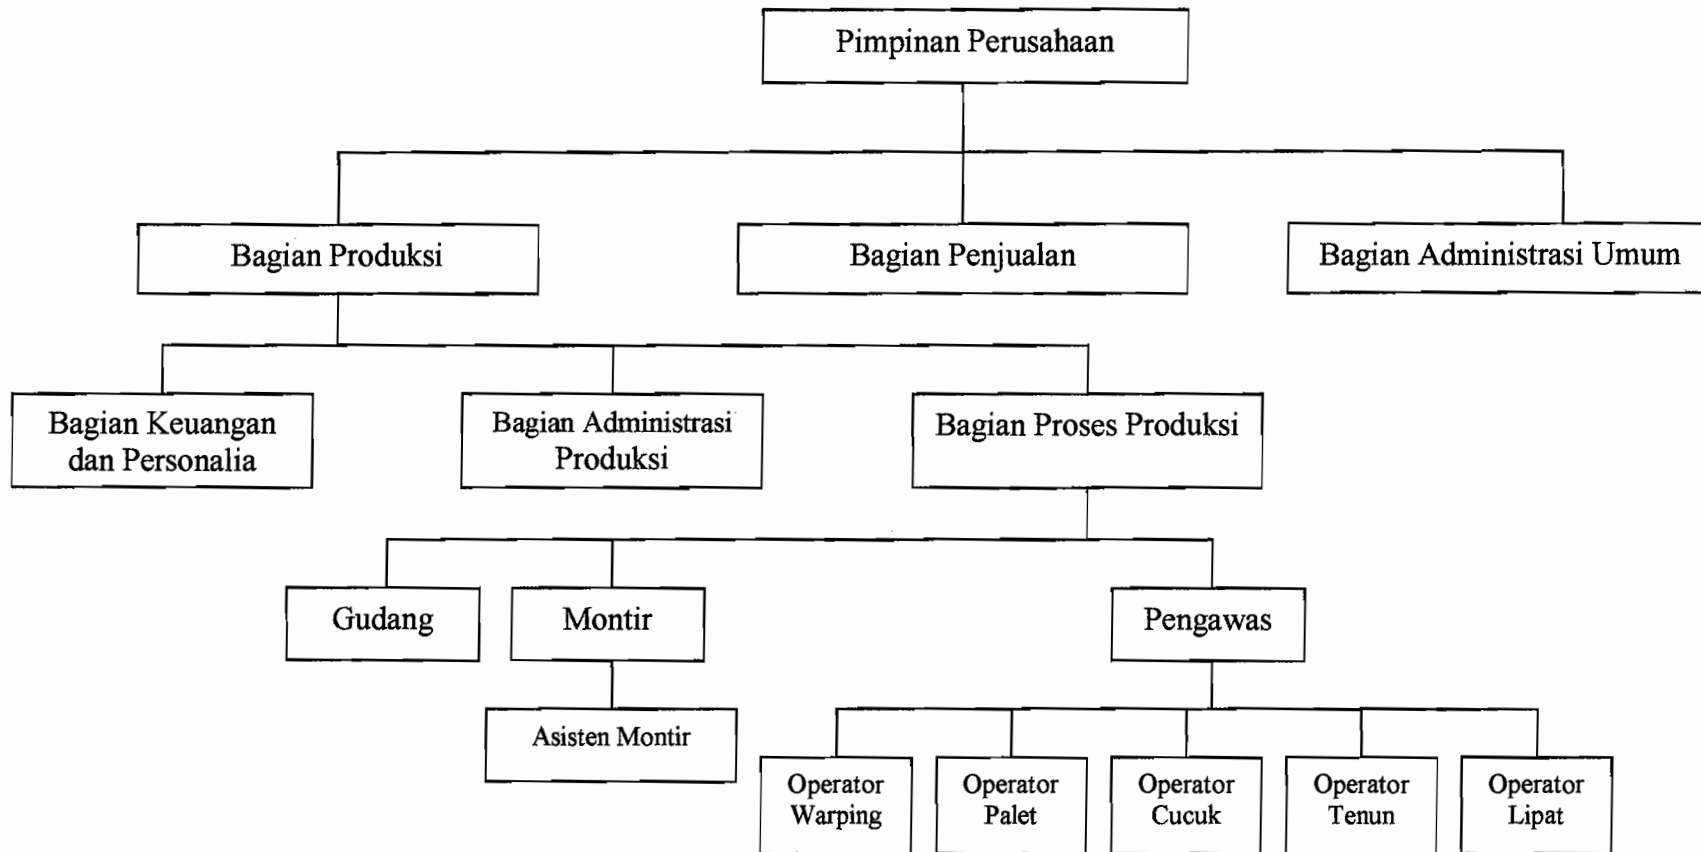 Pimpinan Perusahaan
Bagian Produksi
Bagian Penjualan
Bagian Administrasi Umum
Bagian Keuangan
dan Personalia
Bagian Administrasi
Produksi
Bagian Proses Produksi
Gudang
Montir
Pengawas
Asisten Montir
Operator
Warping
Operator
Palet
Operator
Cucuk
Operator
Tenun
Operator
Lipat